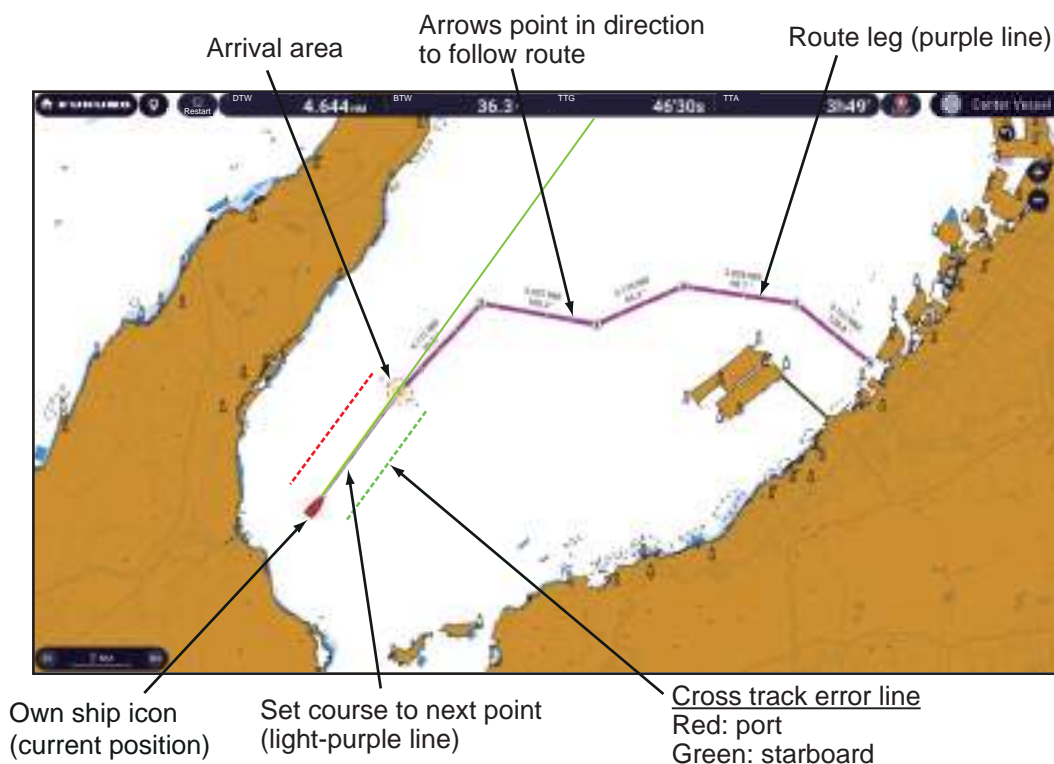 Arrival area
Arrows point in direction
to follow route
Route leg (purple line)
FURUNO
Restart
DTW
4.644
BTW
36.3
TTG
46'30s
TTA
3h49'
Center Vessel
Own ship icon
(current position)
Set course to next point
(light-purple line)
Cross track error line
Red: port
Green: starboard